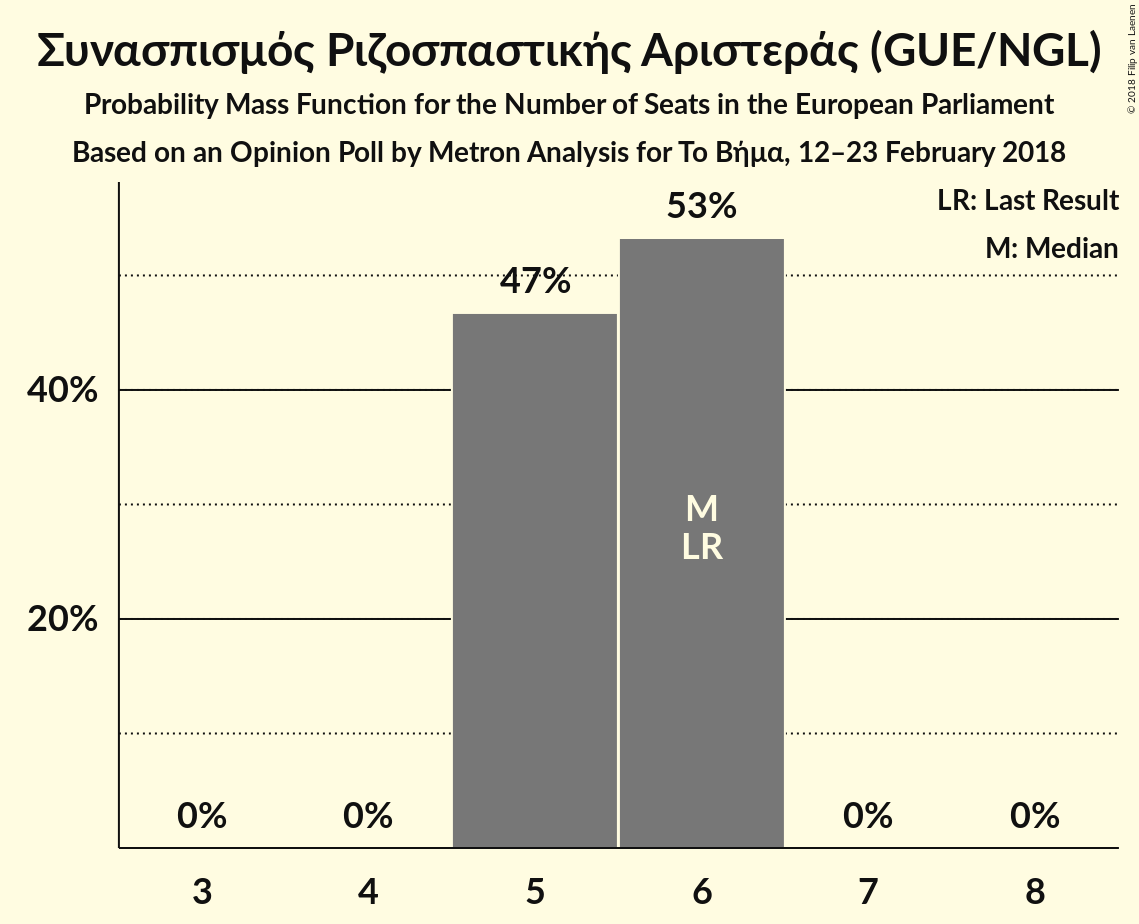 Συνασπισμός Ριζοσπαστικής Αριστεράς (GUE/NGL)
Probability Mass Function for the Number of Seats in the European Parliament
Based on an Opinion Poll by Metron Analysis for Το Βήμα, 12–23 February 2018
© 2018 Filip van Laenen
LR: Last Result
M: Median
53%
47%
40%
M
LR
20%
0%
0%
0%
0%
3
4
5
6
7
8